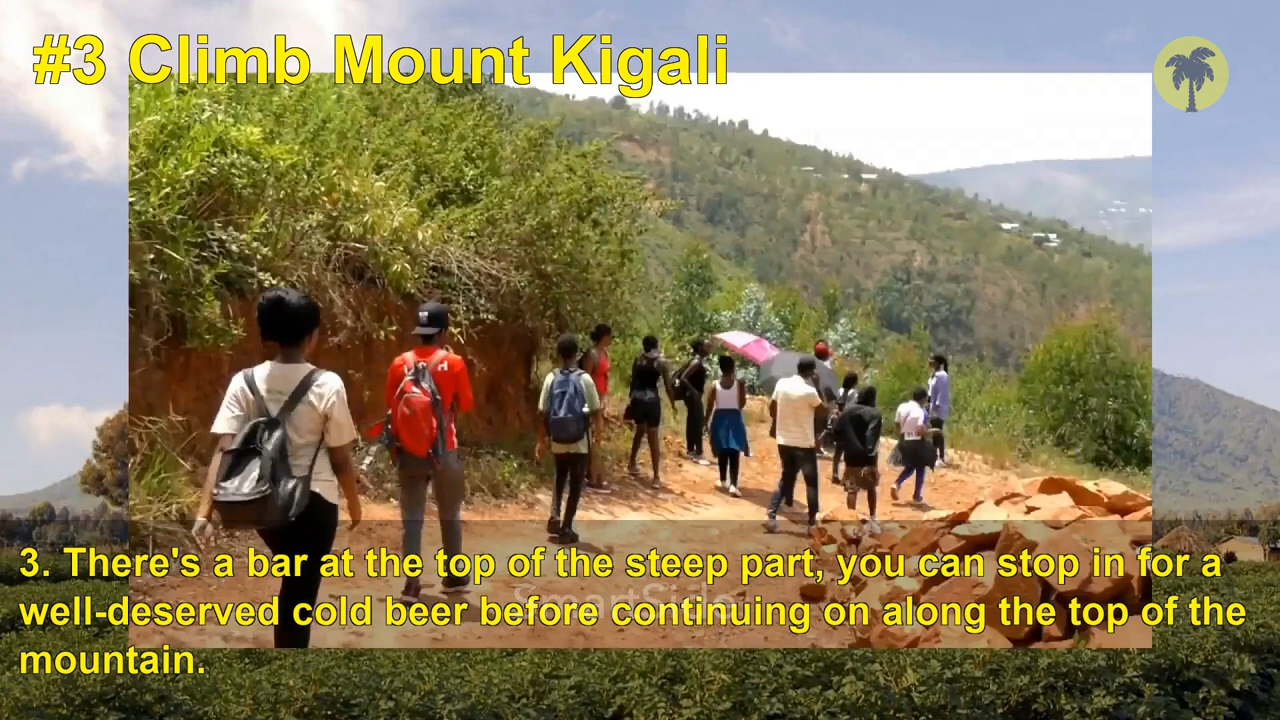 #3 Climb Mount Kigali
3. There's a bar at the top of the steep part, you can stop in for a
well-deserved cold beer before continuing on along the top of the
mountain.